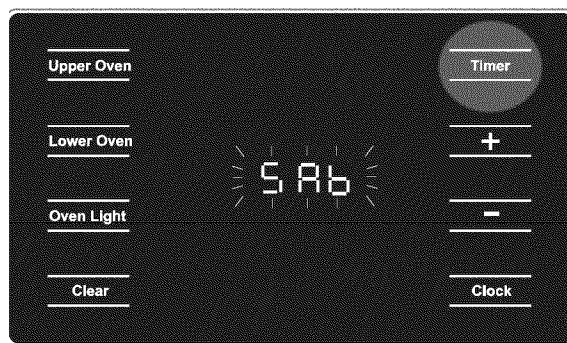 Upper Oven
Timer
Lower Oven
+
SAb
Oven Light
-
Clear
Clock